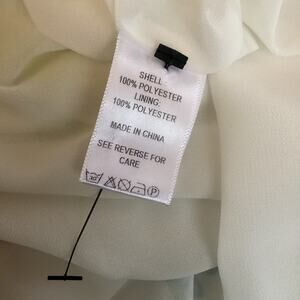 SHELL
100% POLYESTER
LINING:
100% POLYESTER
MADE IN CHINA
SEE REVERSE FOR
CARE